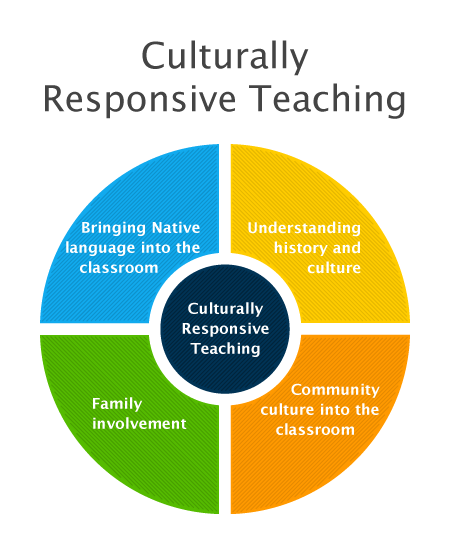 Culturally
Responsive Teaching
Bringing Native
language into the
classroom
Understanding
history and
culture
Culturally
Responsive
Teaching
Family
involvement
Community
culture into the
classroom